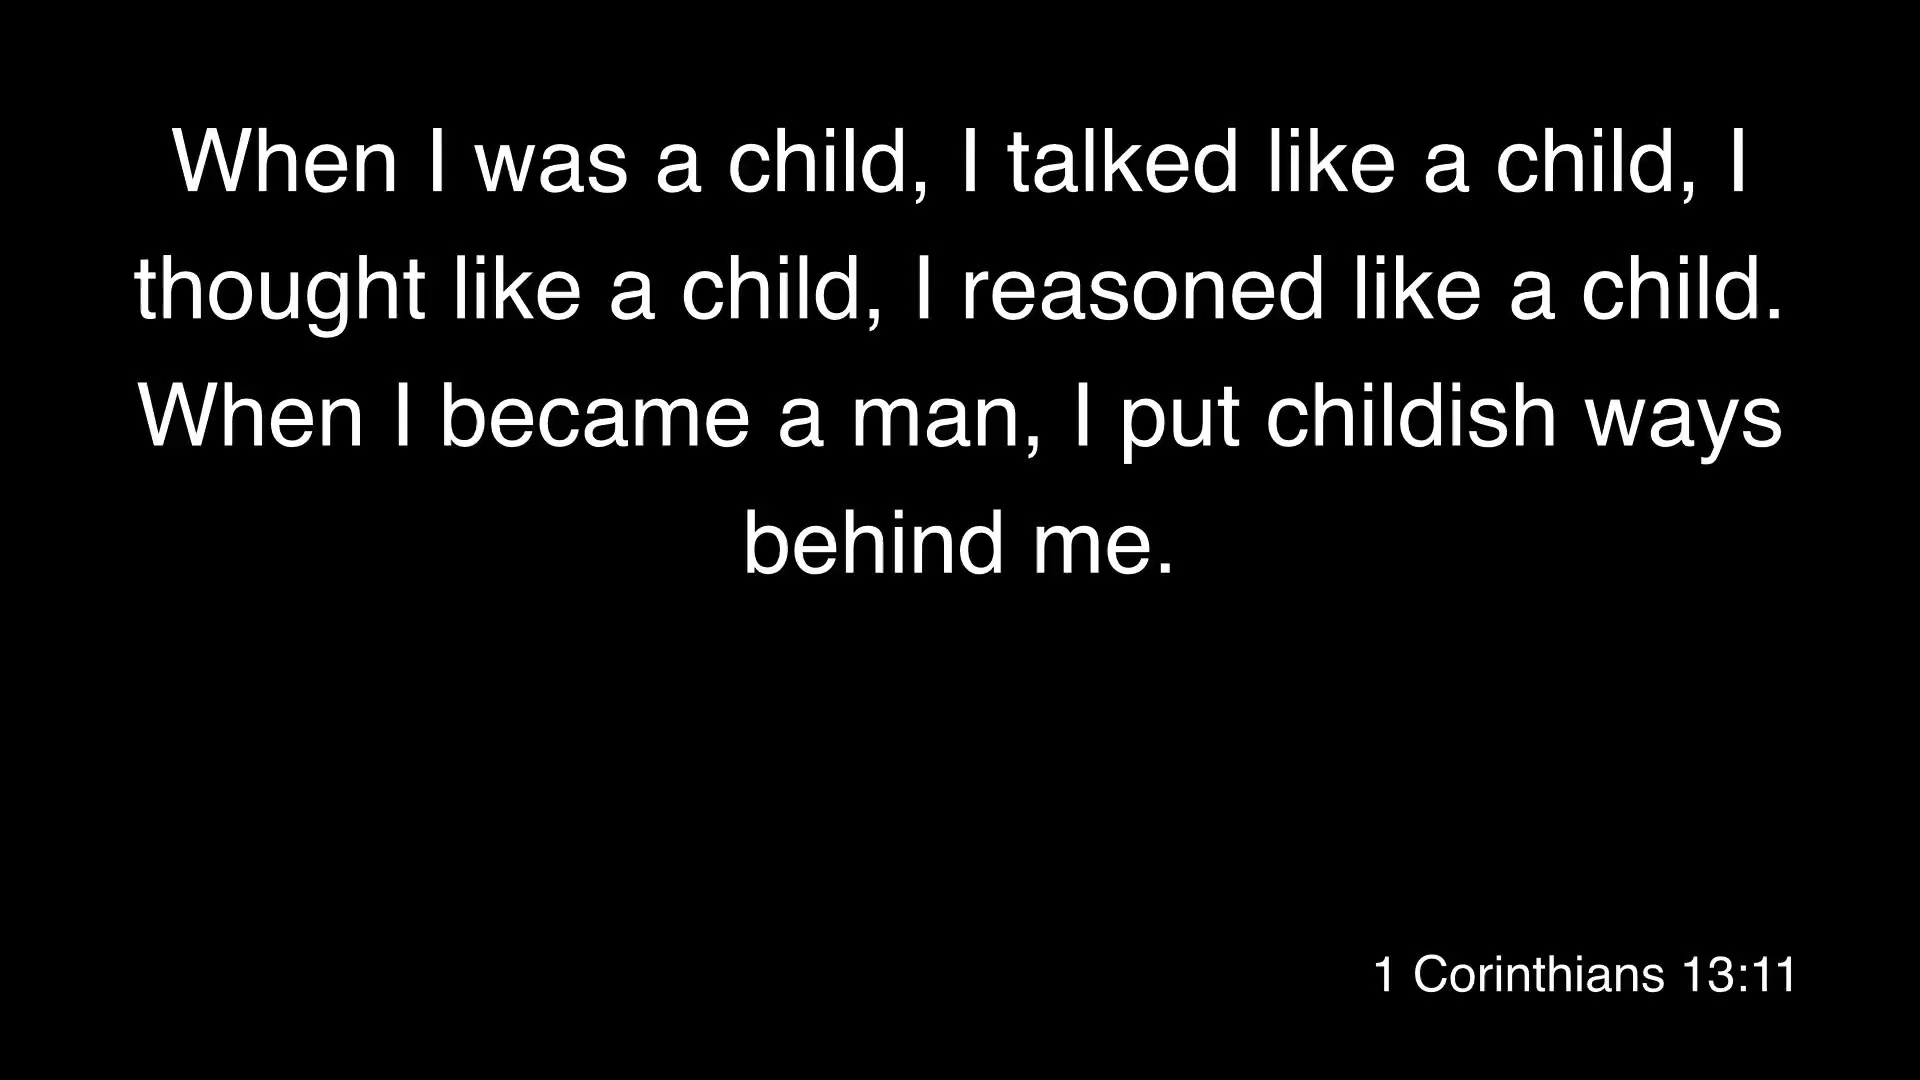 When I was a child, I talked like a child, I
thought like a child, I reasoned like a child.
When I became a man, I put childish ways
behind me.
1 Corinthians 13:11